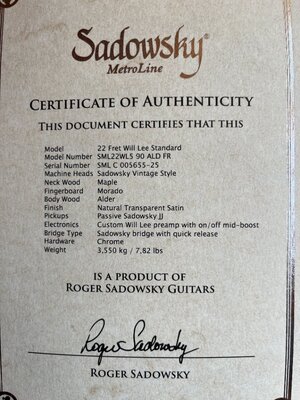 Sadowsky®
MetroLine
CERTIFICATE OF AUTHENTICITY
THIS DOCUMENT CERTIFIES THAT THIS
Model 22 Fret Will Lee Standard
Model Number SML22WLS 90 ALD FR
Serial Number SML C 005655-25
Machine Heads Sadowsky Vintage Style
Neck Wood Maple
Fingerboard Morado
Body Wood Alder
Finish Natural Transparent Satin
Pickups Passive Sadowsky JJ
Electronics Custom Will Lee preamp with on/off mid-boost
Bridge Type Sadowsky bridge with quick release
Hardware Chrome
Weight 3,550 kg / 7,82 lbs
IS A PRODUCT OF
ROGER SADOWSKY GUITARS
Roger Sadowsky
ROGER SADOWSKY